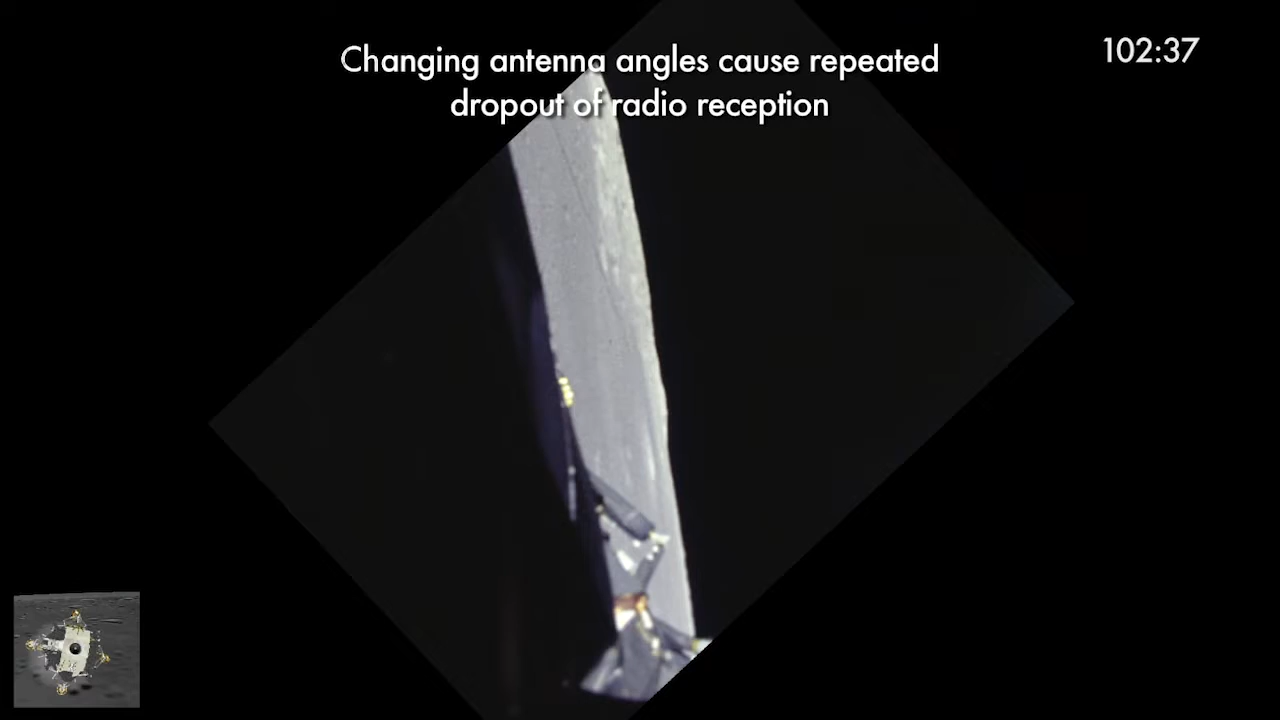 Changing antenna angles cause repeated
dropout of radio reception
102:37